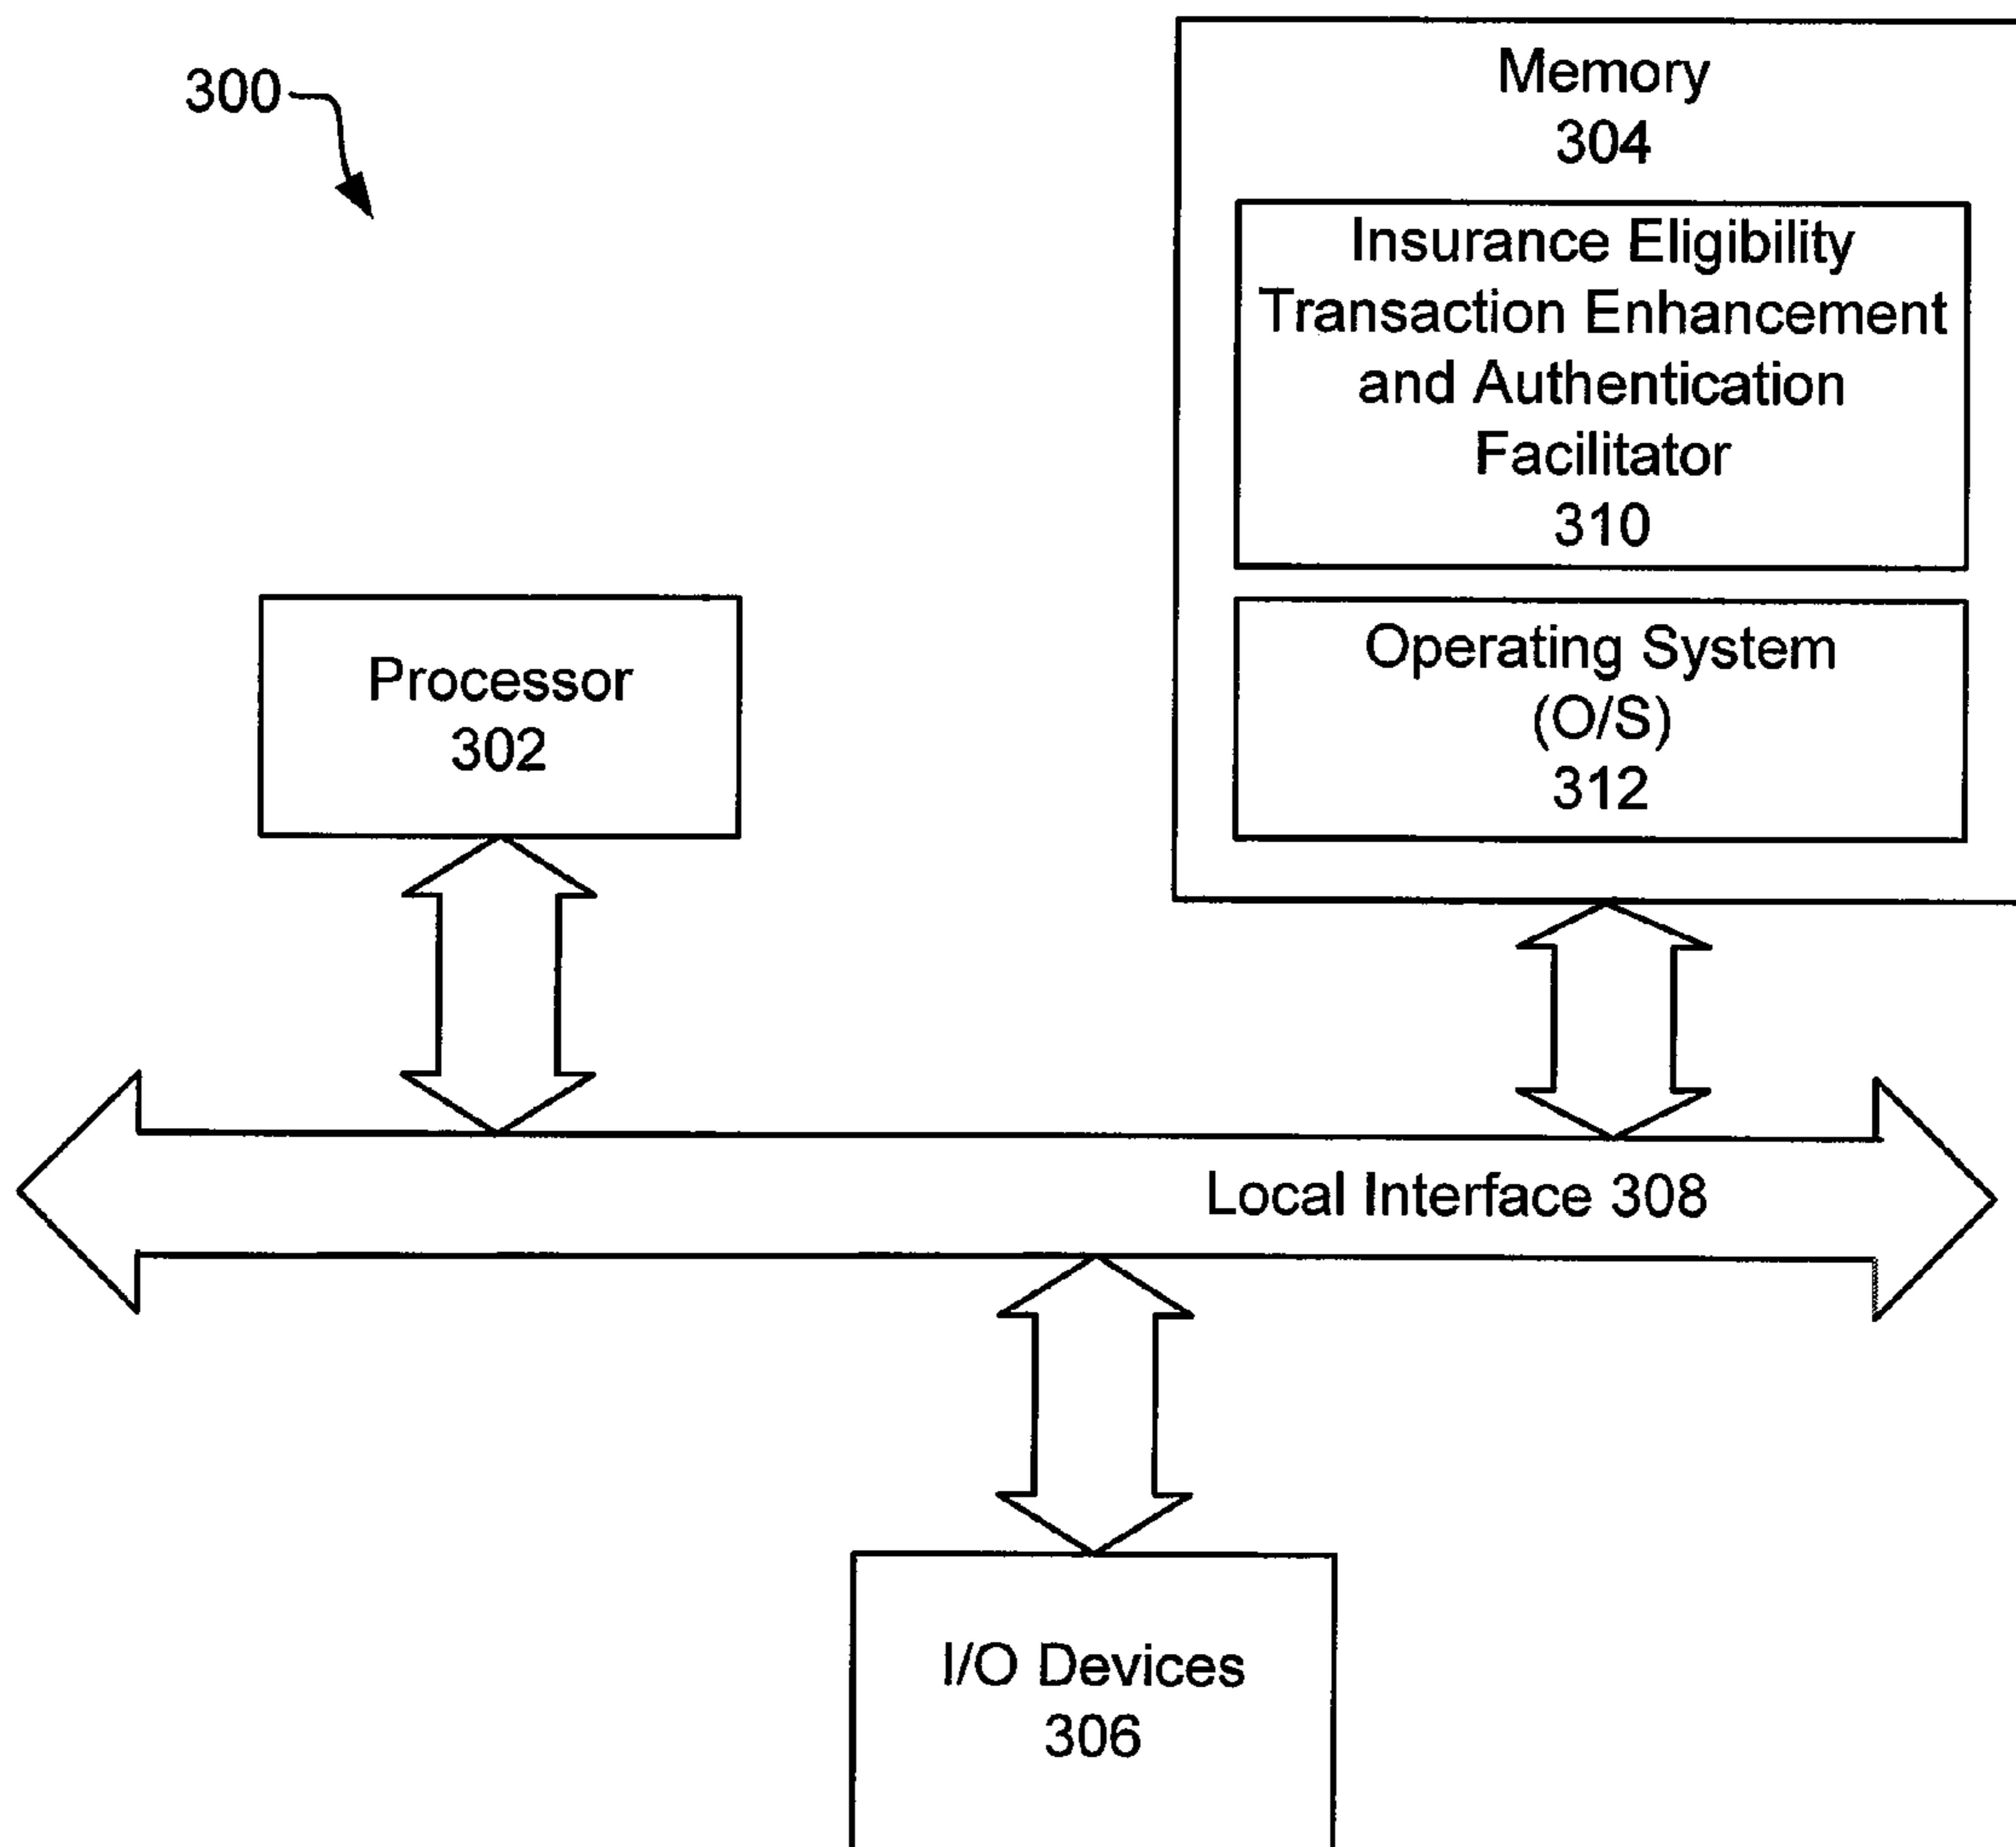 300
Memory
304
Insurance Eligibility
Transaction Enhancement
and Authentication
Facilitator
310
Operating System
(O/S)
312
Processor
302
Local Interface 308
I/O Devices
306